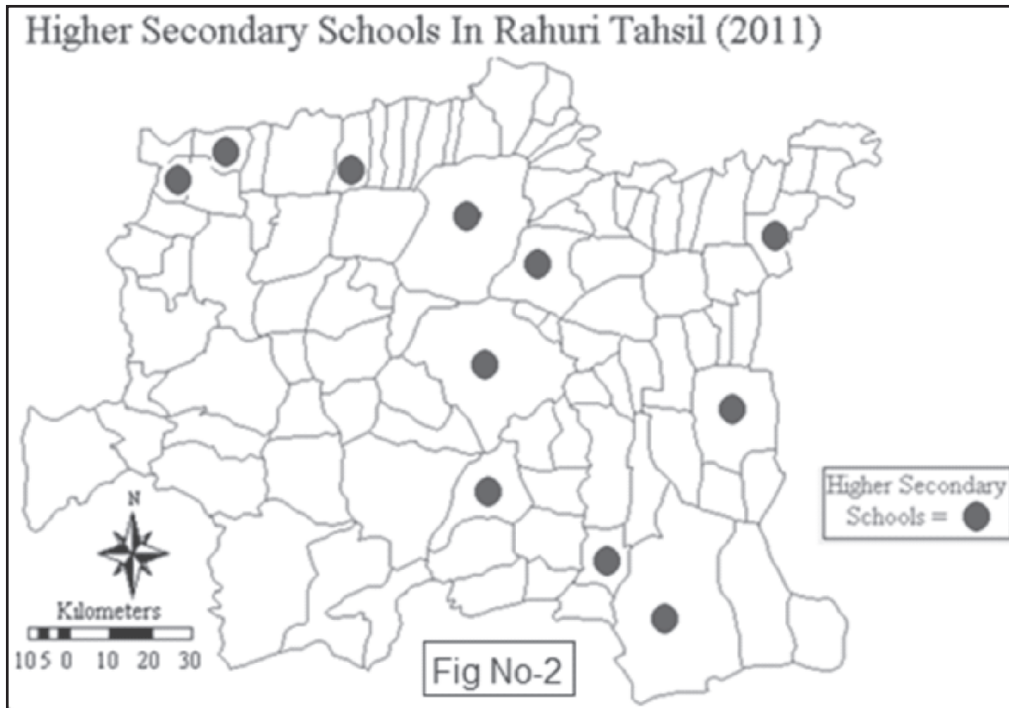 Higher Secondary Schools In Rahuri Tahsil (2011)
Higher Secondary
Schools =
N
Kilometers
10 5 0 10 20 30
Fig No-2